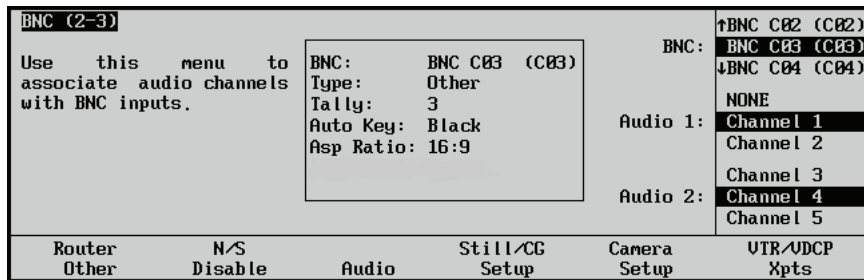 BNC (2-3)
Use this menu to
associate audio channels
with BNC inputs.
BNC: BNC C03 (C03)
Type: Other
Tally: 3
Auto Key: Black
Asp Ratio: 16:9
BNC:
↑BNC C02 (C02)
BNC C03 (C03)
↓BNC C04 (C04)
Audio 1:
NONE
Channel 1
Channel 2
Audio 2:
Channel 3
Channel 4
Channel 5
Router Other
N/S Disable
Audio
Still/CG Setup
Camera Setup
VTR/VDCP Xpts